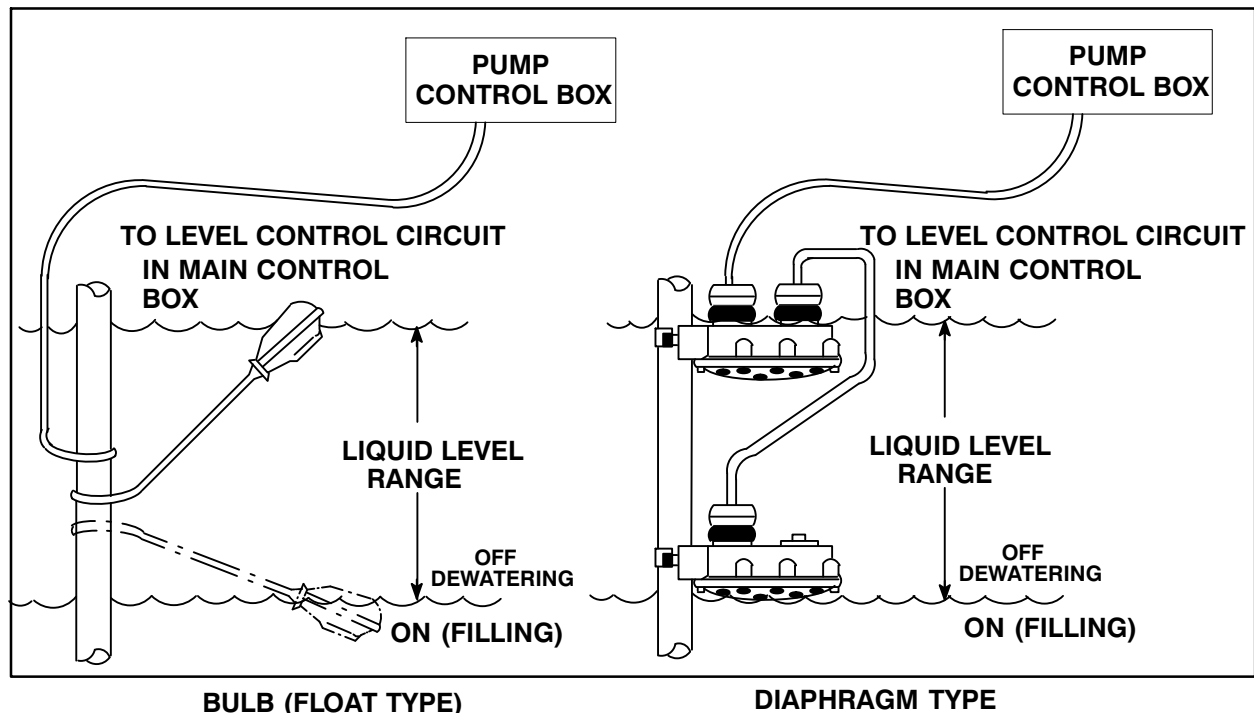 PUMP
CONTROL BOX
TO LEVEL CONTROL CIRCUIT
IN MAIN CONTROL
BOX
LIQUID LEVEL
RANGE
OFF
DEWATERING
ON (FILLING)
BULB (FLOAT TYPE)
PUMP
CONTROL BOX
TO LEVEL CONTROL CIRCUIT
IN MAIN CONTROL
BOX
LIQUID LEVEL
RANGE
OFF
DEWATERING
ON (FILLING)
DIAPHRAGM TYPE